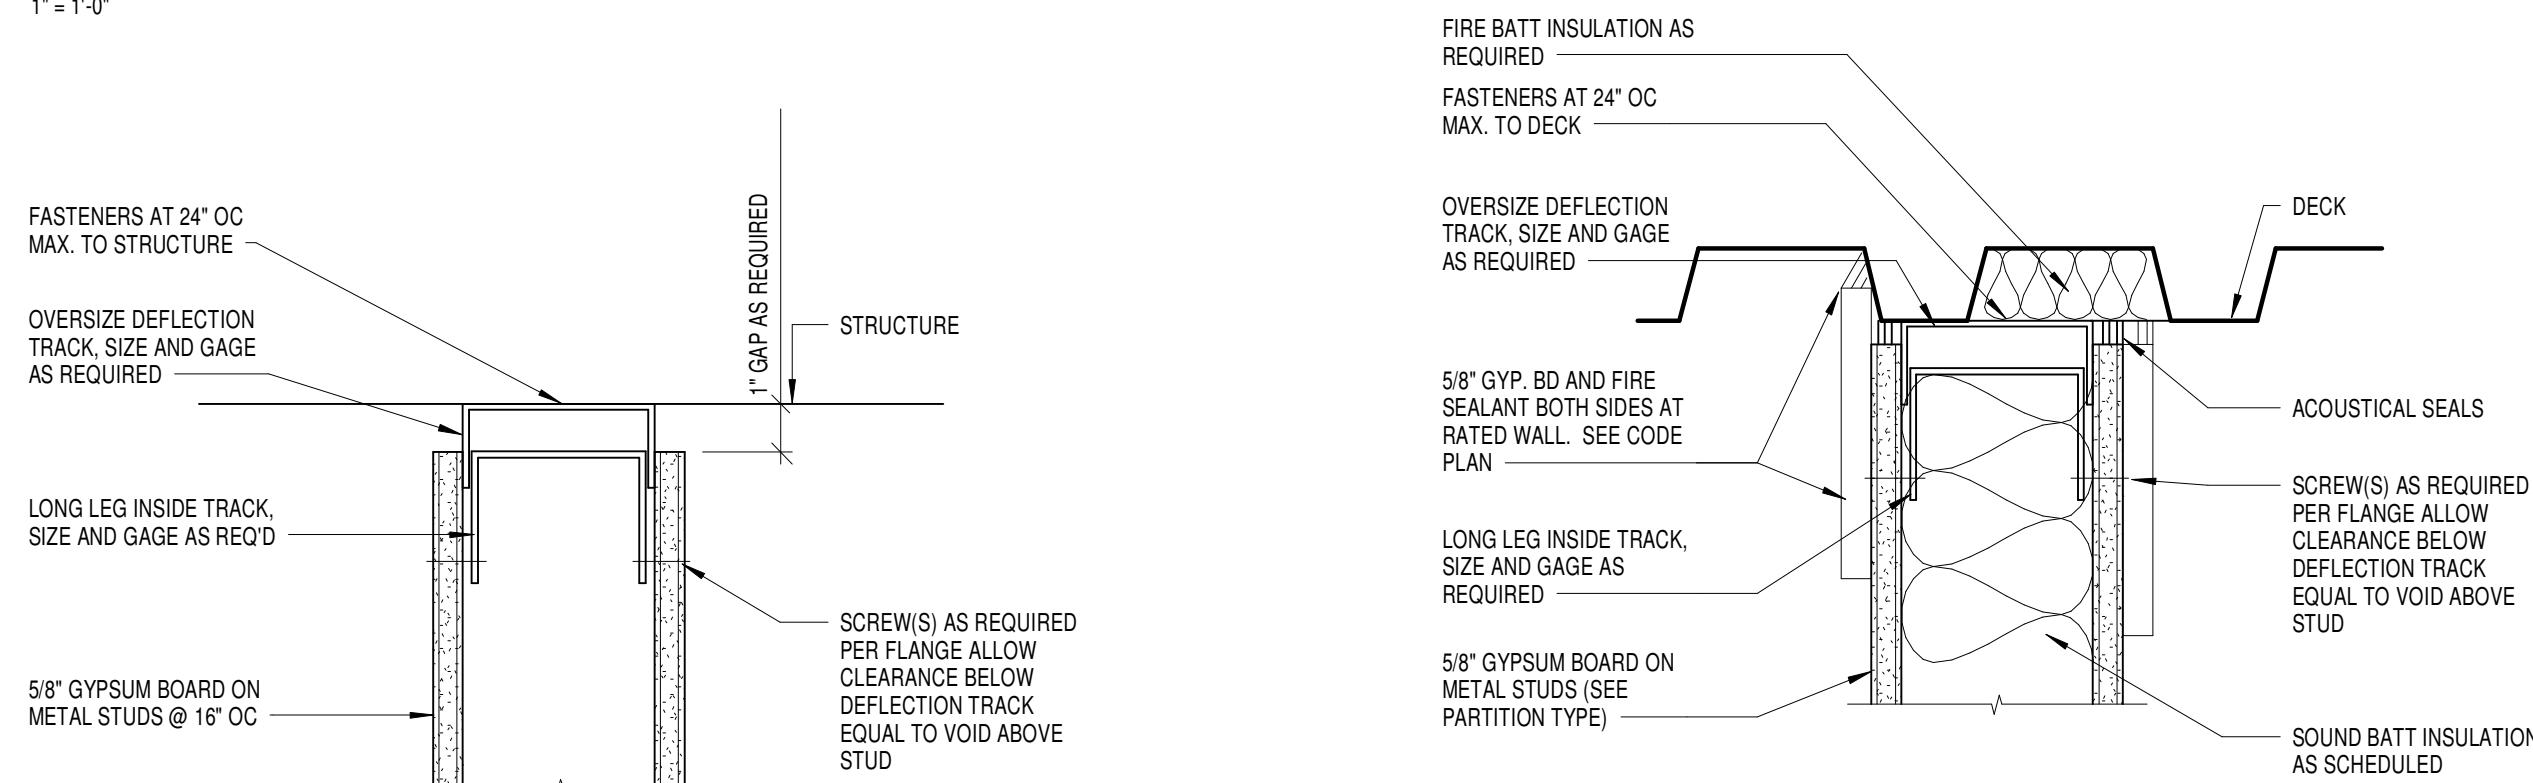 1" = 1'-0"
FASTENERS AT 24" OC
MAX. TO STRUCTURE
OVERSIZE DEFLECTION
TRACK, SIZE AND GAGE
AS REQUIRED
LONG LEG INSIDE TRACK,
SIZE AND GAGE AS REQ'D
5/8" GYPSUM BOARD ON
METAL STUDS @ 16" OC
1" GAP AS REQUIRED
STRUCTURE
SCREW(S) AS REQUIRED
PER FLANGE ALLOW
CLEARANCE BELOW
DEFLECTION TRACK
EQUAL TO VOID ABOVE
STUD
FIRE BATT INSULATION AS
REQUIRED
FASTENERS AT 24" OC
MAX. TO DECK
OVERSIZE DEFLECTION
TRACK, SIZE AND GAGE
AS REQUIRED
5/8" GYP. BD AND FIRE
SEALANT BOTH SIDES AT
RATED WALL. SEE CODE
PLAN
LONG LEG INSIDE TRACK,
SIZE AND GAGE AS
REQUIRED
5/8" GYPSUM BOARD ON
METAL STUDS (SEE
PARTITION TYPE)
DECK
ACOUSTICAL SEALS
SCREW(S) AS REQUIRED
PER FLANGE ALLOW
CLEARANCE BELOW
DEFLECTION TRACK
EQUAL TO VOID ABOVE
STUD
SOUND BATT INSULATION
AS SCHEDULED